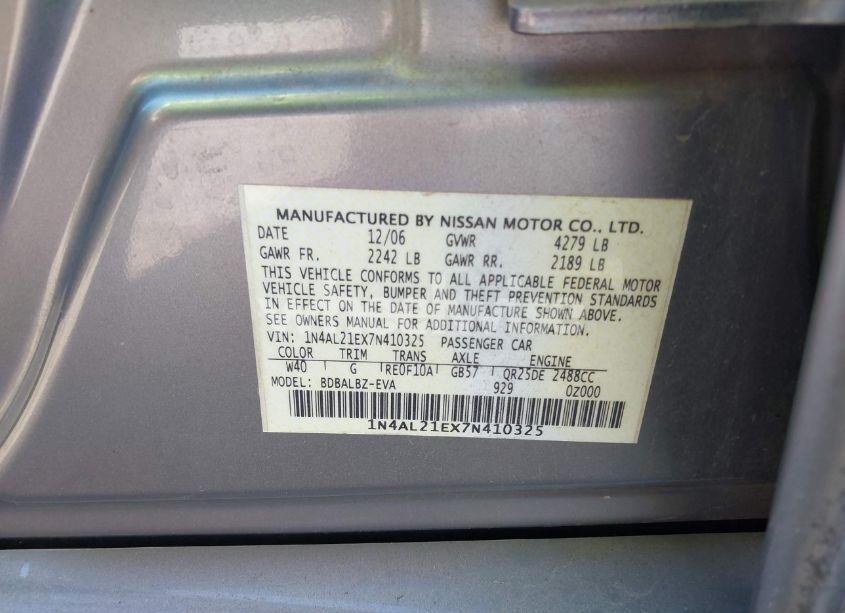 MANUFACTURED BY NISSAN MOTOR CO., LTD.
DATE 12/06 GVWR 4279 LB
GAWR FR. 2242 LB GAWR RR. 2189 LB
THIS VEHICLE CONFORMS TO ALL APPLICABLE FEDERAL MOTOR
VEHICLE SAFETY, BUMPER AND THEFT PREVENTION STANDARDS
IN EFFECT ON THE DATE OF MANUFACTURE SHOWN ABOVE.
SEE OWNERS MANUAL FOR ADDITIONAL INFORMATION.
VIN: 1N4AL21EX7N410325 PASSENGER CAR
COLOR TRIM TRANS AXLE ENGINE
W40 G RE0F10A GB57 QR25DE 2488CC
MODEL: BDBALBZ-EVA 929 0Z000
1N4AL21EX7N410325